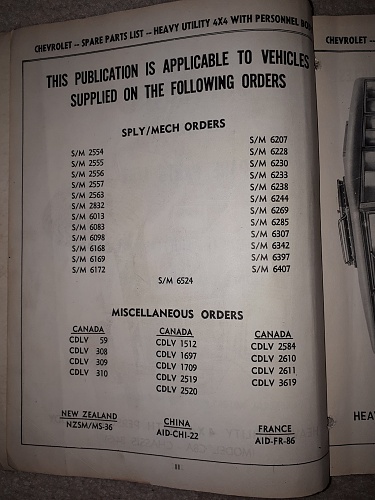 CHEVROLET -- SPARE PARTS LIST -- HEAVY UTILITY 4X4 WITH PERSONNEL
THIS PUBLICATION IS APPLICABLE TO VEHICLES
SUPPLIED ON THE FOLLOWING ORDERS
SPLY/MECH ORDERS
S/M 2554
S/M 2555
S/M 2556
S/M 2557
S/M 2563
S/M 2832
S/M 6013
S/M 6083
S/M 6098
S/M 6168
S/M 6169
S/M 6172
S/M 6207
S/M 6228
S/M 6230
S/M 6233
S/M 6238
S/M 6244
S/M 6269
S/M 6285
S/M 6307
S/M 6342
S/M 6397
S/M 6407
S/M 6524
MISCELLANEOUS ORDERS
CANADA
CDLV 59
CDLV 308
CDLV 309
CDLV 310
CANADA
CDLV 1512
CDLV 1697
CDLV 1709
CDLV 2519
CDLV 2520
CANADA
CDLV 2584
CDLV 2610
CDLV 2611
CDLV 3619
NEW ZEALAND
NZSM/MS-36
CHINA
AID-CHI-22
FRANCE
AID-FR-86
II
CHEVROLET --